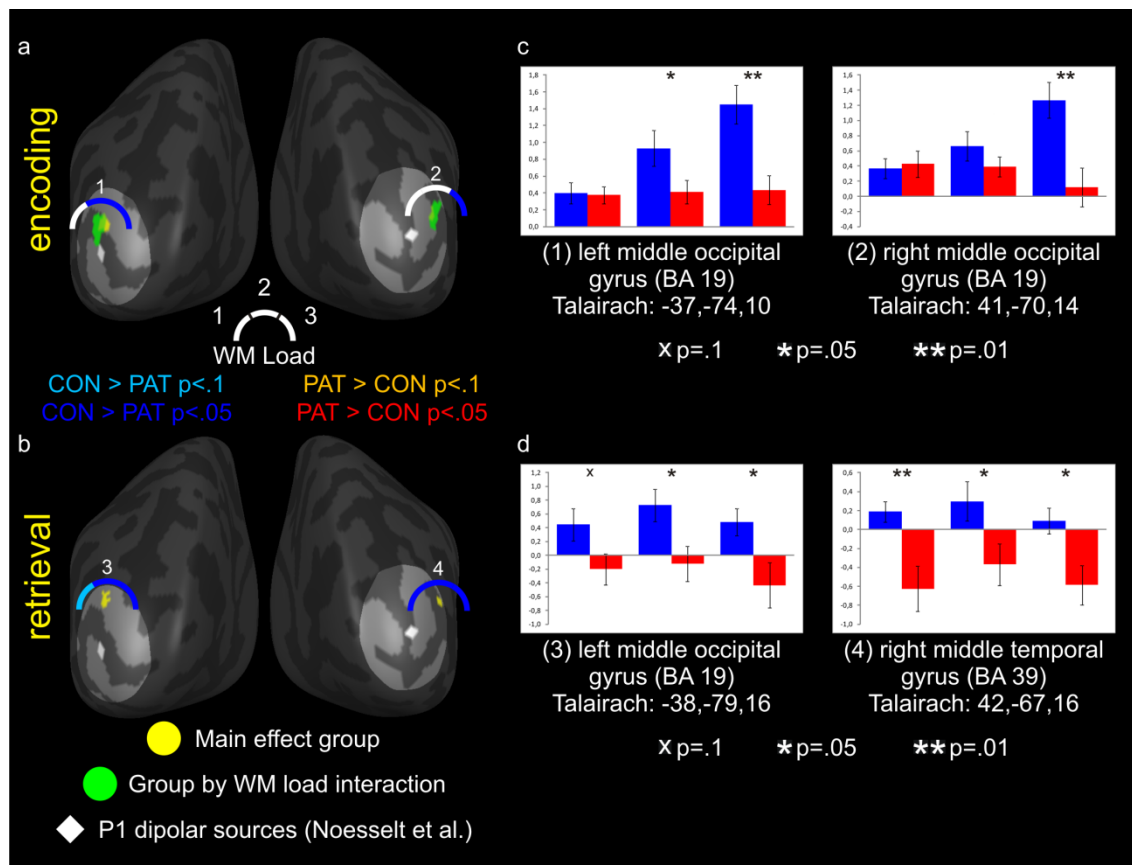 a
encoding
1
2
2
1
3
WM Load
CON > PAT p<.1
PAT > CON p<.1
CON > PAT p<.05
PAT > CON p<.05
c
1,8
1,6
1,4
1,2
1,0
0,8
0,6
0,4
0,2
0,0
*
**
(1) left middle occipital
gyrus (BA 19)
Talairach: -37,-74,10
1,6
1,4
1,2
1,0
0,8
0,6
0,4
0,2
0,0
-0,2
-0,4
**
(2) right middle occipital
gyrus (BA 19)
Talairach: 41,-70,14
x p=.1 *p=.05 **p=.01
b
retrieval
3
4
Main effect group
Group by WM load interaction
P1 dipolar sources (Noesselt et al.)
d
1,2
1,0
0,8
0,6
0,4
0,2
0,0
-0,2
-0,4
-0,6
-0,8
-1,0
x
*
*
(3) left middle occipital
gyrus (BA 19)
Talairach: -38,-79,16
0,6
0,4
0,2
0,0
-0,2
-0,4
-0,6
-0,8
-1,0
**
*
*
(4) right middle temporal
gyrus (BA 39)
Talairach: 42,-67,16
x p=.1 *p=.05 **p=.01